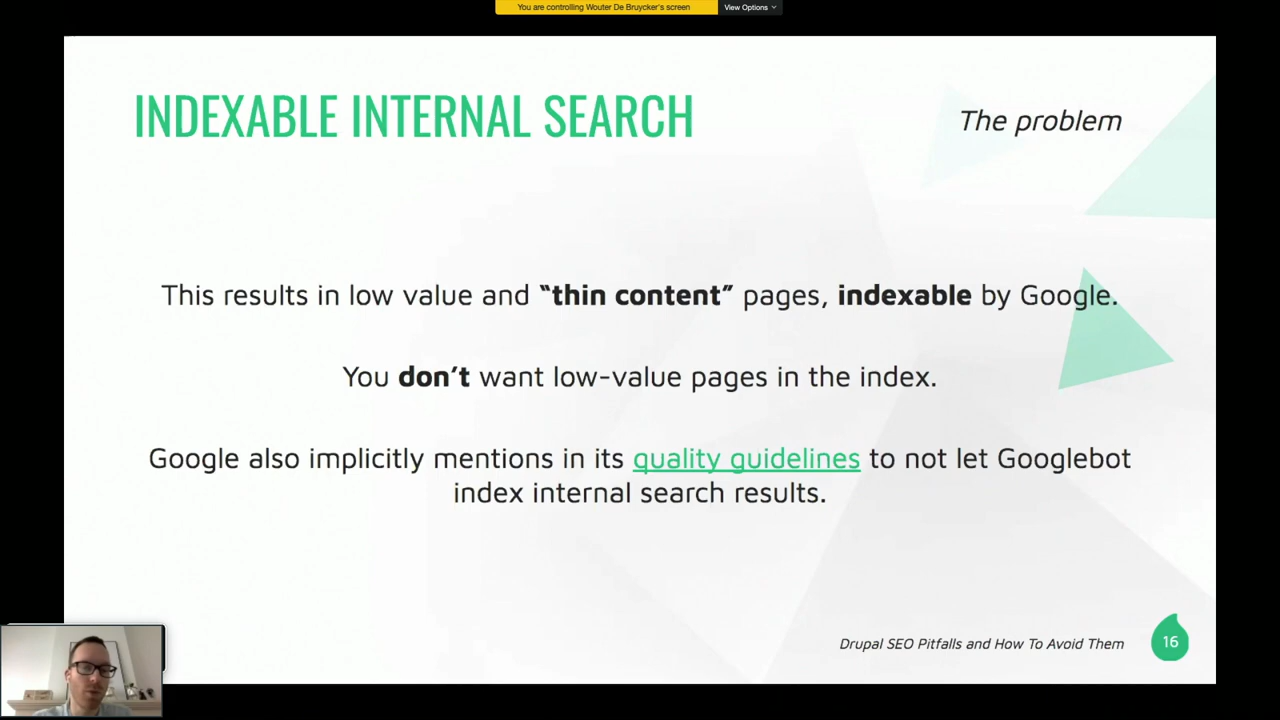 You are controlling Wouter De Bruycker's screen
View Options
INDEXABLE INTERNAL SEARCH
The problem
This results in low value and “thin content” pages, indexable by Google.
You don’t want low-value pages in the index.
Google also implicitly mentions in its quality guidelines to not let Googlebot
index internal search results.
Drupal SEO Pitfalls and How To Avoid Them
16